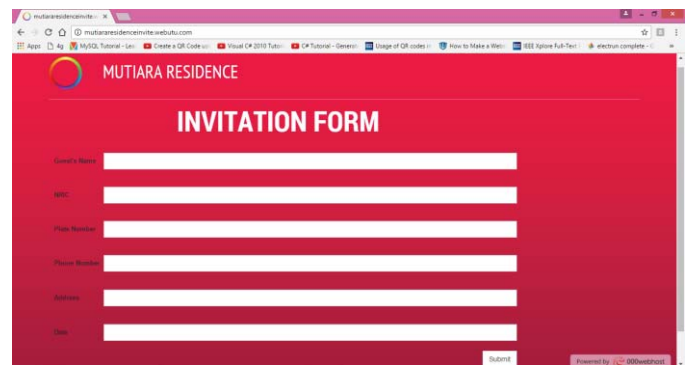 mutiararesidenceinvite
mutiararesidenceinvite.webutu.com
Apps 4g MySQL Tutorial - Create a QR Code Visual C# 2010 C# Tutorial - Usage of QR codes How to Make a IEEE Xplore Full-Text electrun.complete
MUTIARA RESIDENCE
INVITATION FORM
Guest's Name
NRIC
Plate Number
Phone Number
Address
Date
Submit
Powered by 000webhost